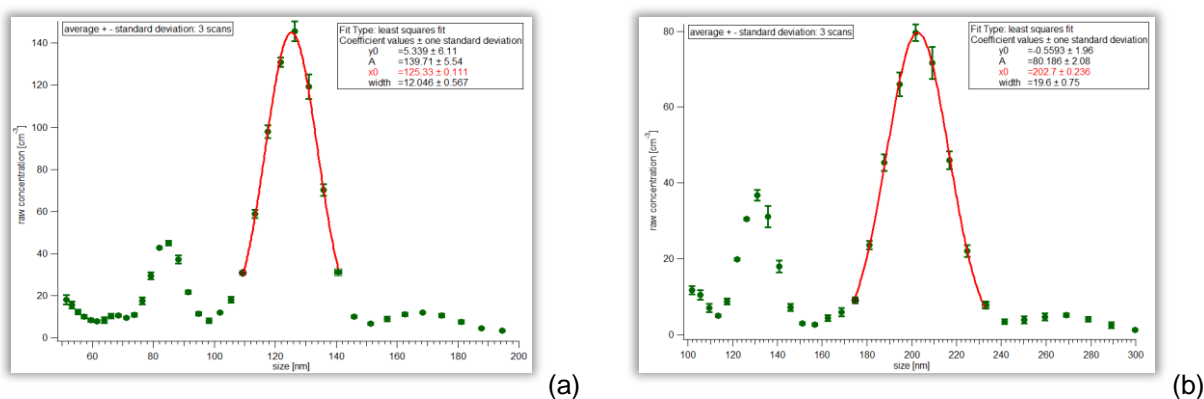 average + - standard deviation: 3 scans
Fit Type: least squares fit
Coefficient values ± one standard deviation
y0 =5.339 ± 6.11
A =139.71 ± 5.54
x0 =125.33 ± 0.111
width =12.046 ± 0.567
raw concentration [cm-3]
140
120
100
80
60
40
20
0
60 80 100 120 140 160 180 200
size [nm]
(a)
average + - standard deviation: 3 scans
Fit Type: least squares fit
Coefficient values ± one standard deviation
y0 =-0.5593 ± 1.96
A =80.186 ± 2.08
x0 =202.7 ± 0.236
width =19.6 ± 0.75
raw concentration [cm-3]
80
60
40
20
0
100 120 140 160 180 200 220 240 260 280 300
size [nm]
(b)